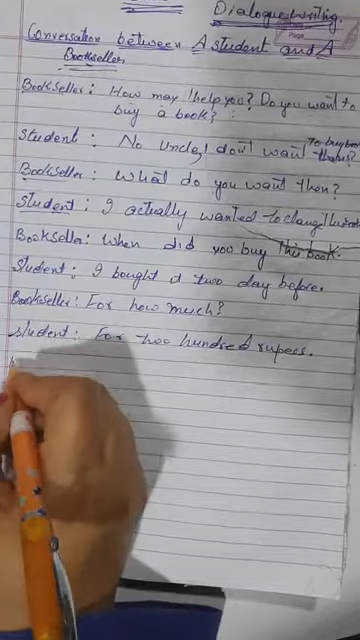 Dialogue writing.
Page
Conversation between A student and A
Bookseller
Bookseller: How may I help you? Do you want to
buy a book?
Student: No Uncle, I don't want to buy
Bookseller: What do you want then?
Student: I actually wanted to change
Bookseller: When did you buy this book.
Student: I bought it two day before.
Bookseller: For how much?
Student: For two hundred rupees.